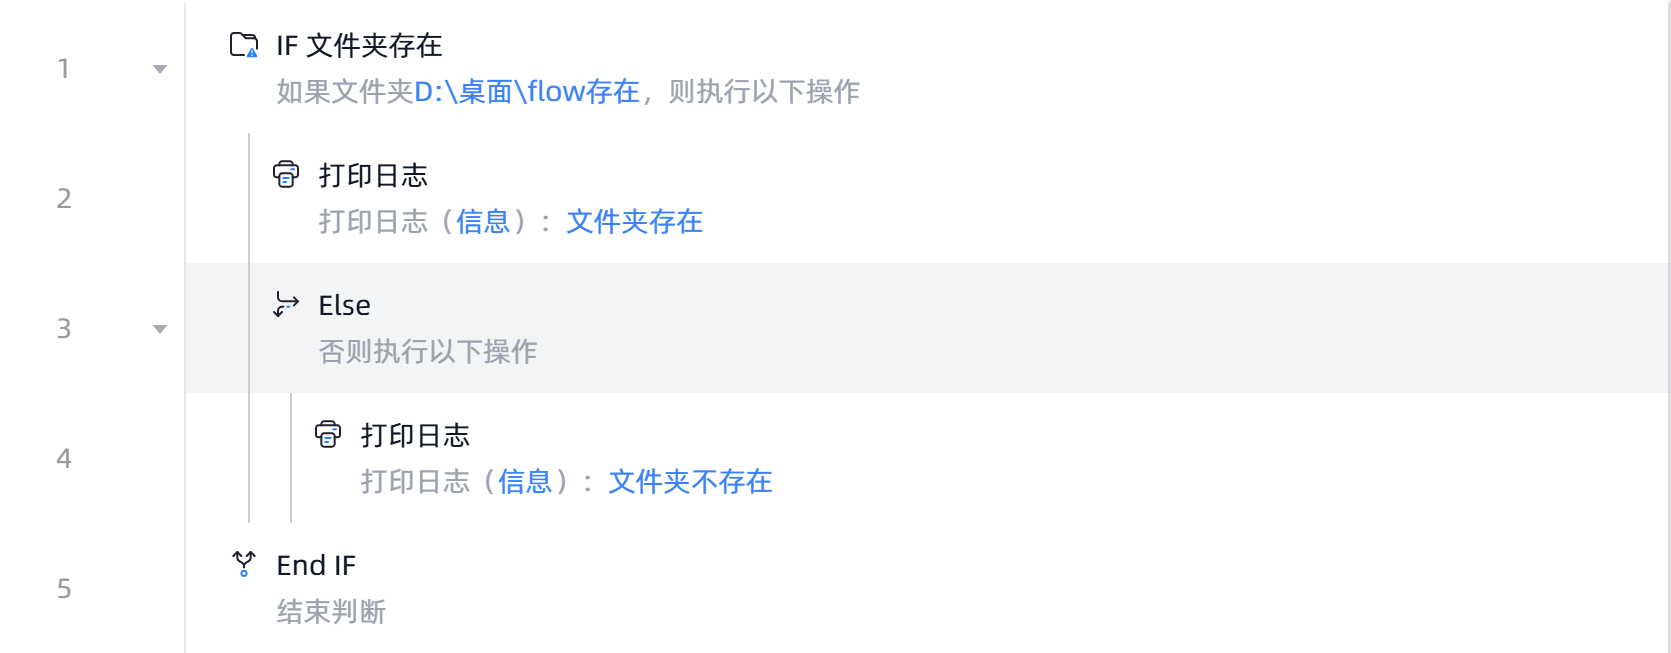 IF 文件夹存在
1
如果文件夹D:\桌面\flow存在，则执行以下操作
打印日志
2
打印日志（信息）：文件夹存在
Else
3
否则执行以下操作
打印日志
4
打印日志（信息）：文件夹不存在
End IF
5
结束判断